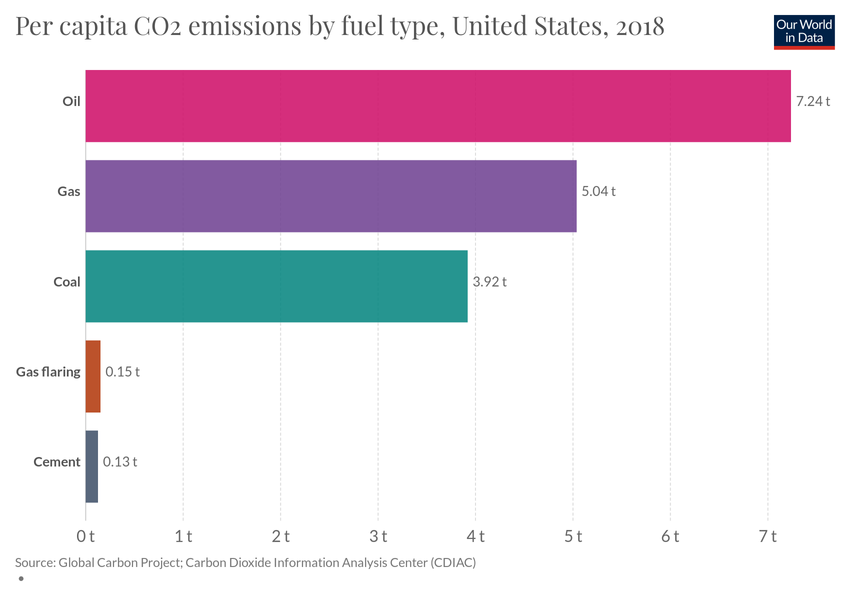 Per capita CO2 emissions by fuel type, United States, 2018
Our World
in Data
Oil
7.24 t
Gas
5.04 t
Coal
3.92 t
Gas flaring
0.15 t
Cement
0.13 t
0 t
1 t
2 t
3 t
4 t
5 t
6 t
7 t
Source: Global Carbon Project; Carbon Dioxide Information Analysis Center (CDIAC)
•